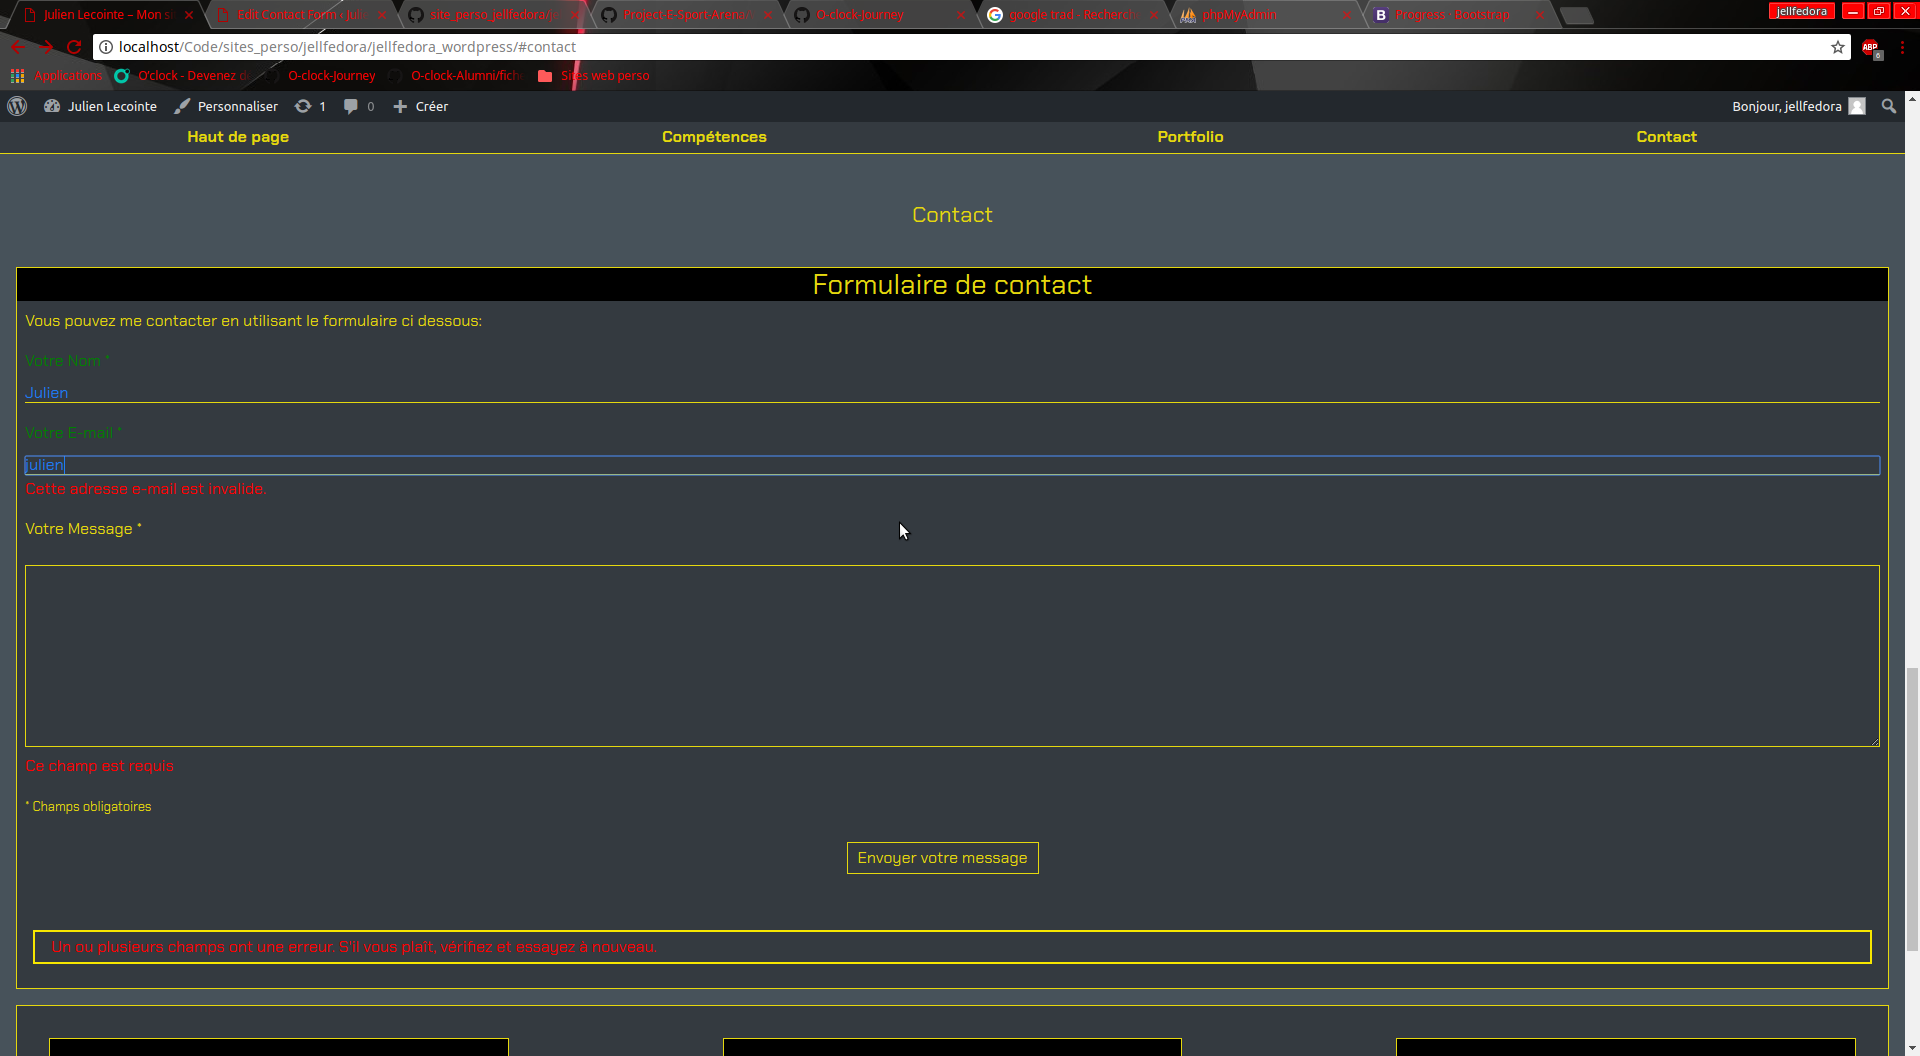 Julien Lecointe – Mon s
Edit Contact Form ‹ Juli
site_perso_jellfedora/je
Project-E-Sport-Arena/
O-clock-Journey
google trad - Recherch
phpMyAdmin
Progress · Bootstrap
jellfedora
localhost/Code/sites_perso/jellfedora/jellfedora_wordpress/#contact
ABP
6
Applications
O'clock - Devenez d
O-clock-Journey
O-clock-Alumni/fich
Sites web perso
Julien Lecointe
Personnaliser
1
0
Créer
Bonjour, jellfedora
Haut de page
Compétences
Portfolio
Contact
Contact
Formulaire de contact
Vous pouvez me contacter en utilisant le formulaire ci dessous:
Votre Nom *
Julien
Votre E-mail *
julien
Cette adresse e-mail est invalide.
Votre Message *
Ce champ est requis
* Champs obligatoires
Envoyer votre message
Un ou plusieurs champs ont une erreur. S'il vous plaît, vérifiez et essayez à nouveau.